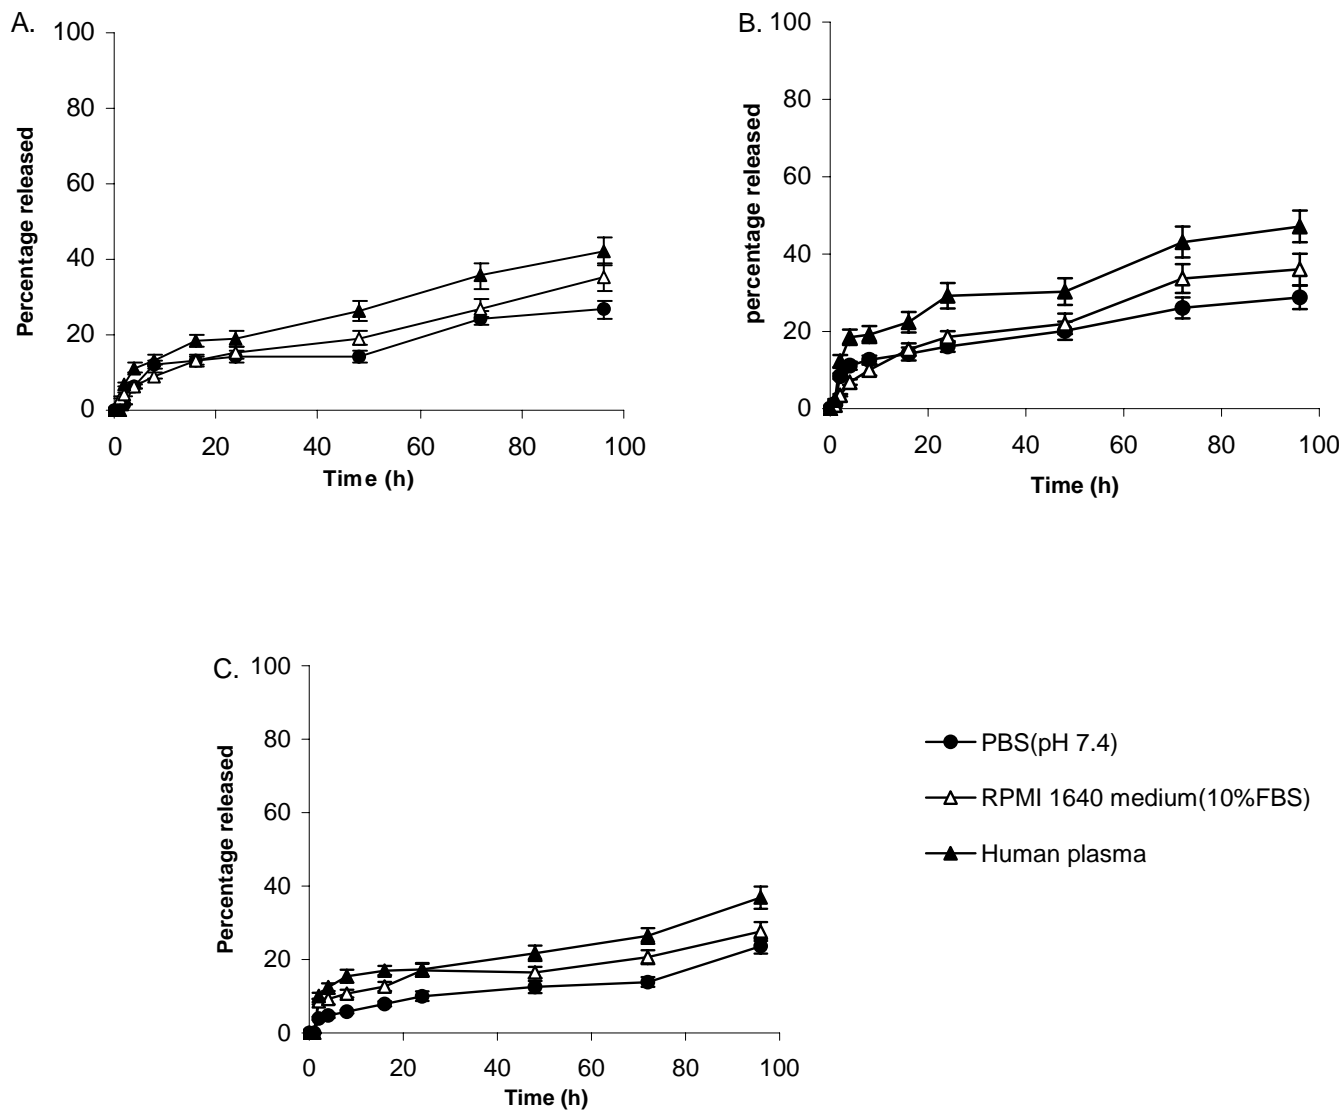 A.
100
80
60
40
20
0
Percentage released
0 20 40 60 80 100
Time (h)
B.
100
80
60
40
20
0
percentage released
0 20 40 60 80 100
Time (h)
C.
100
80
60
40
20
0
Percentage released
0 20 40 60 80 100
Time (h)
PBS(pH 7.4)
RPMI 1640 medium(10%FBS)
Human plasma